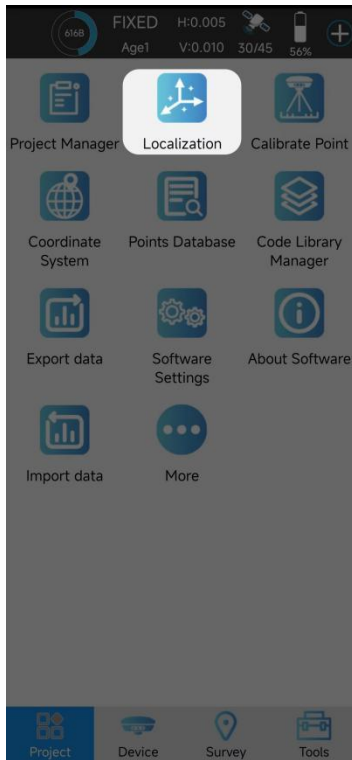 616B
FIXED H:0.005
Age1 V:0.010 30/45 56%
Project Manager Localization Calibrate Point
Coordinate System Points Database Code Library Manager
Export data Software Settings About Software
Import data More
Project Device Survey Tools